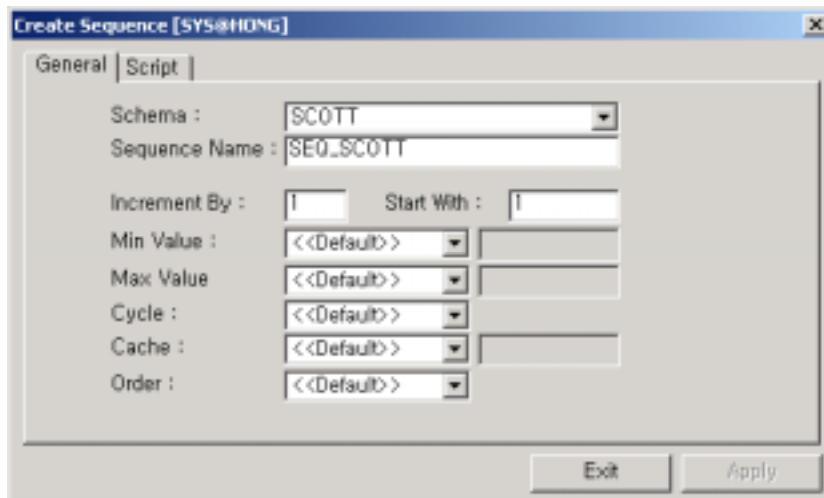 Create Sequence [SYS@HONG]
General Script
Schema : SCOTT
Sequence Name : SEQ_SCOTT
Increment By : 1 Start With : 1
Min Value : <<Default>>
Max Value <<Default>>
Cycle : <<Default>>
Cache : <<Default>>
Order : <<Default>>
Exit Apply